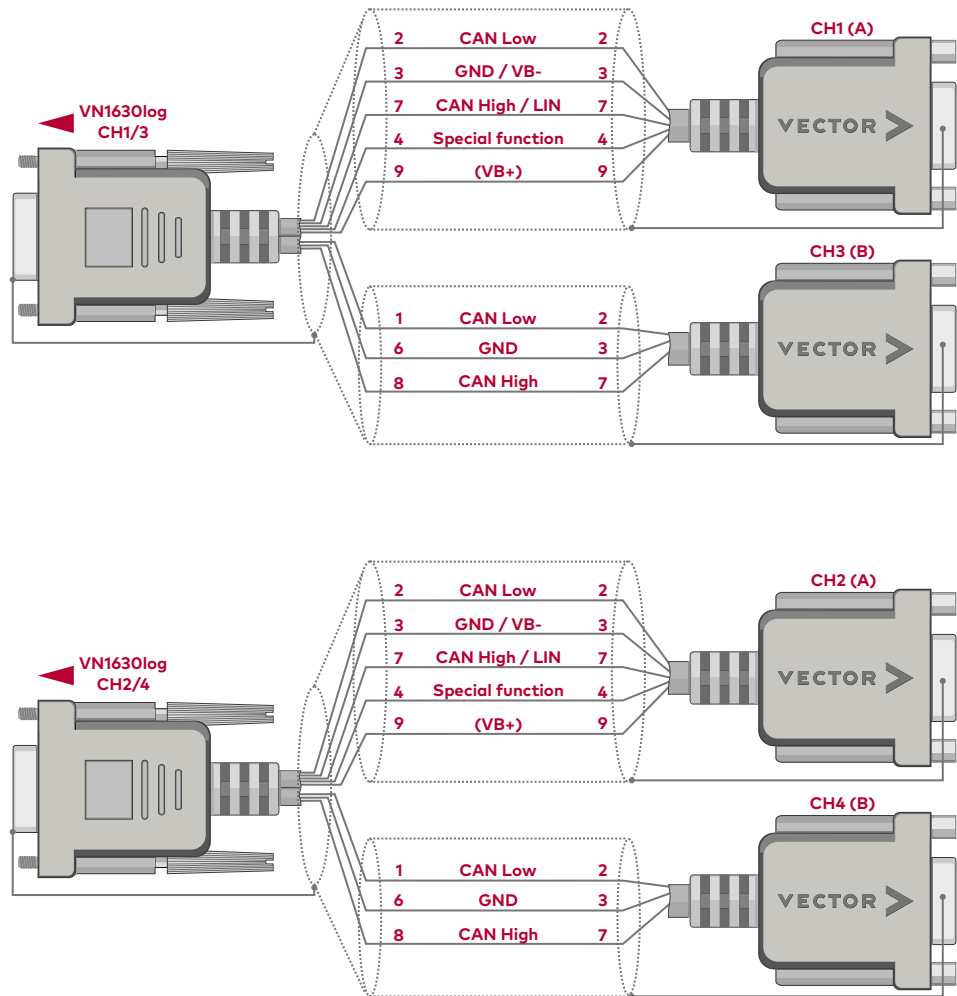 CH1 (A)
2 CAN Low 2
3 GND / VB- 3
VN1630log
CH1/3
7 CAN High / LIN 7
VECTOR
4 Special function 4
9 (VB+) 9
CH3 (B)
1 CAN Low 2
6 GND 3
VECTOR
8 CAN High 7
CH2 (A)
2 CAN Low 2
3 GND / VB- 3
VN1630log
CH2/4
7 CAN High / LIN 7
VECTOR
4 Special function 4
9 (VB+) 9
CH4 (B)
1 CAN Low 2
6 GND 3
VECTOR
8 CAN High 7